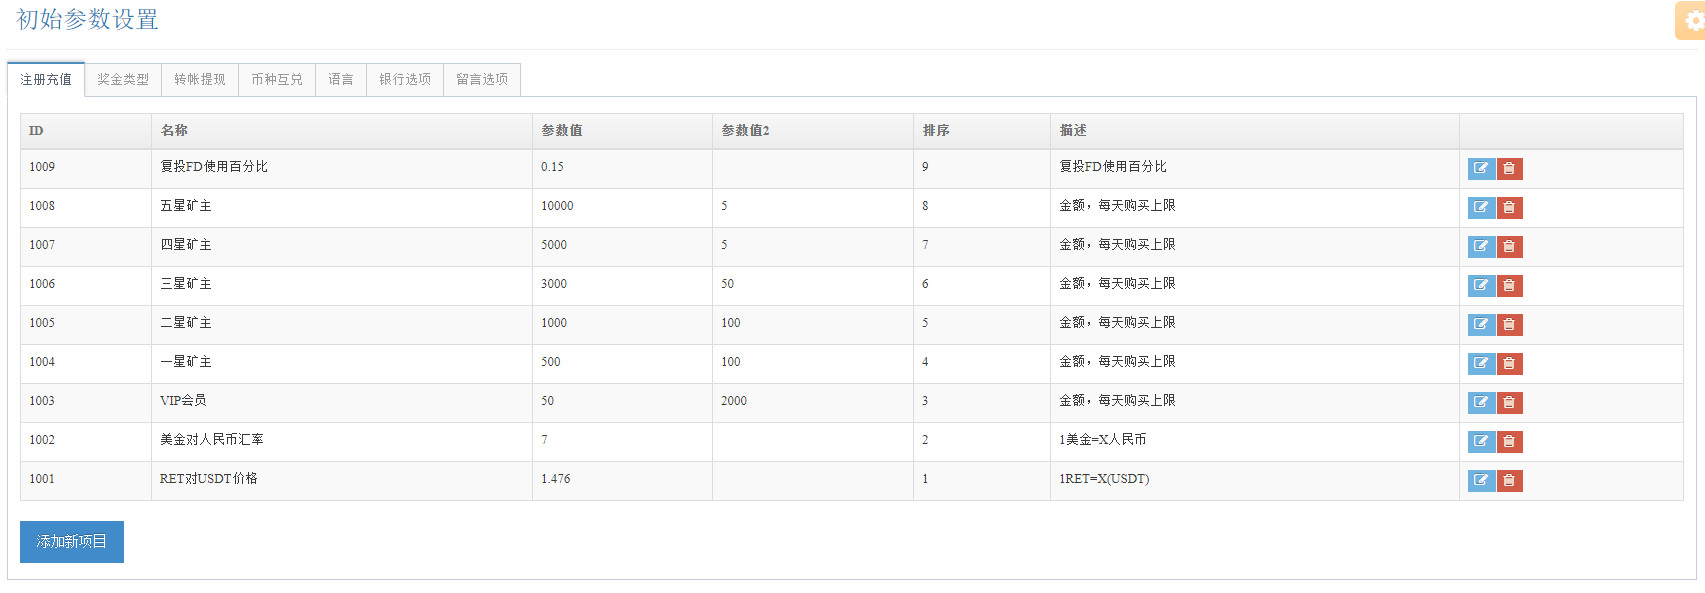 初始参数设置
注册充值 奖金类型 转帐提现 币种互兑 语言 银行选项 留言选项
ID 名称 参数值 参数值2 排序 描述
1009 复投FD使用百分比 0.15 9 复投FD使用百分比
1008 五星矿主 10000 5 8 金额，每天购买上限
1007 四星矿主 5000 5 7 金额，每天购买上限
1006 三星矿主 3000 50 6 金额，每天购买上限
1005 二星矿主 1000 100 5 金额，每天购买上限
1004 一星矿主 500 100 4 金额，每天购买上限
1003 VIP会员 50 2000 3 金额，每天购买上限
1002 美金对人民币汇率 7 2 1美金=X人民币
1001 RET对USDT价格 1.476 1 1RET=X(USDT)
添加新项目